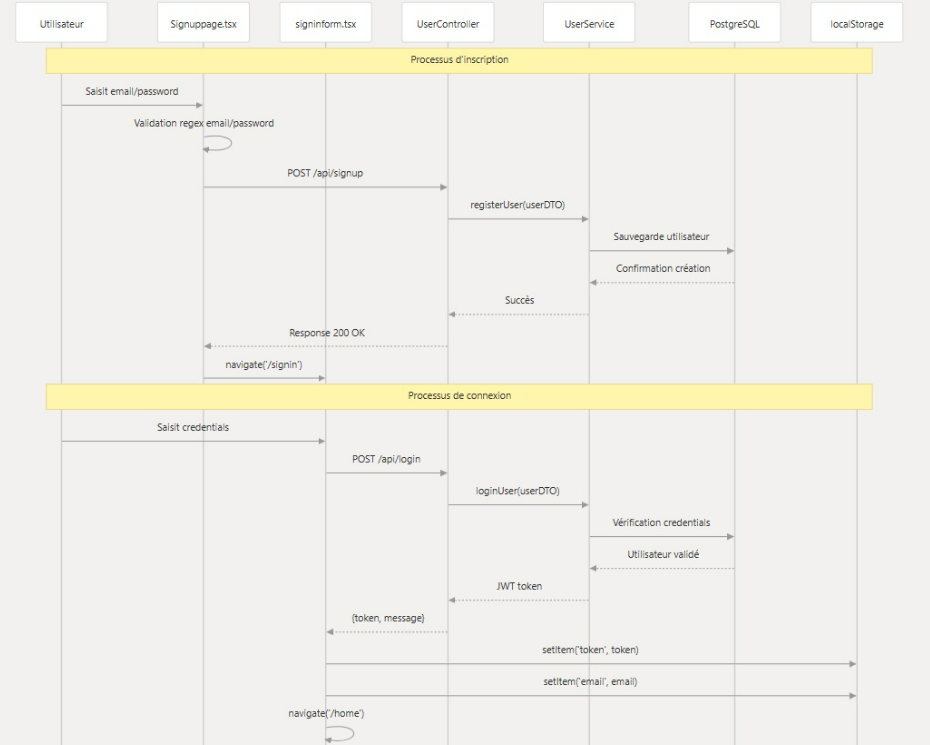 Utilisateur
Signuppage.tsx
signinform.tsx
UserController
UserService
PostgreSQL
localStorage
Processus d'inscription
Saisit email/password
Validation regex email/password
POST /api/signup
registerUser(userDTO)
Sauvegarde utilisateur
Confirmation création
Succès
Response 200 OK
navigate('/signin')
Processus de connexion
Saisit credentials
POST /api/login
loginUser(userDTO)
Vérification credentials
Utilisateur validé
JWT token
{token, message}
setItem('token', token)
setItem('email', email)
navigate('/home')